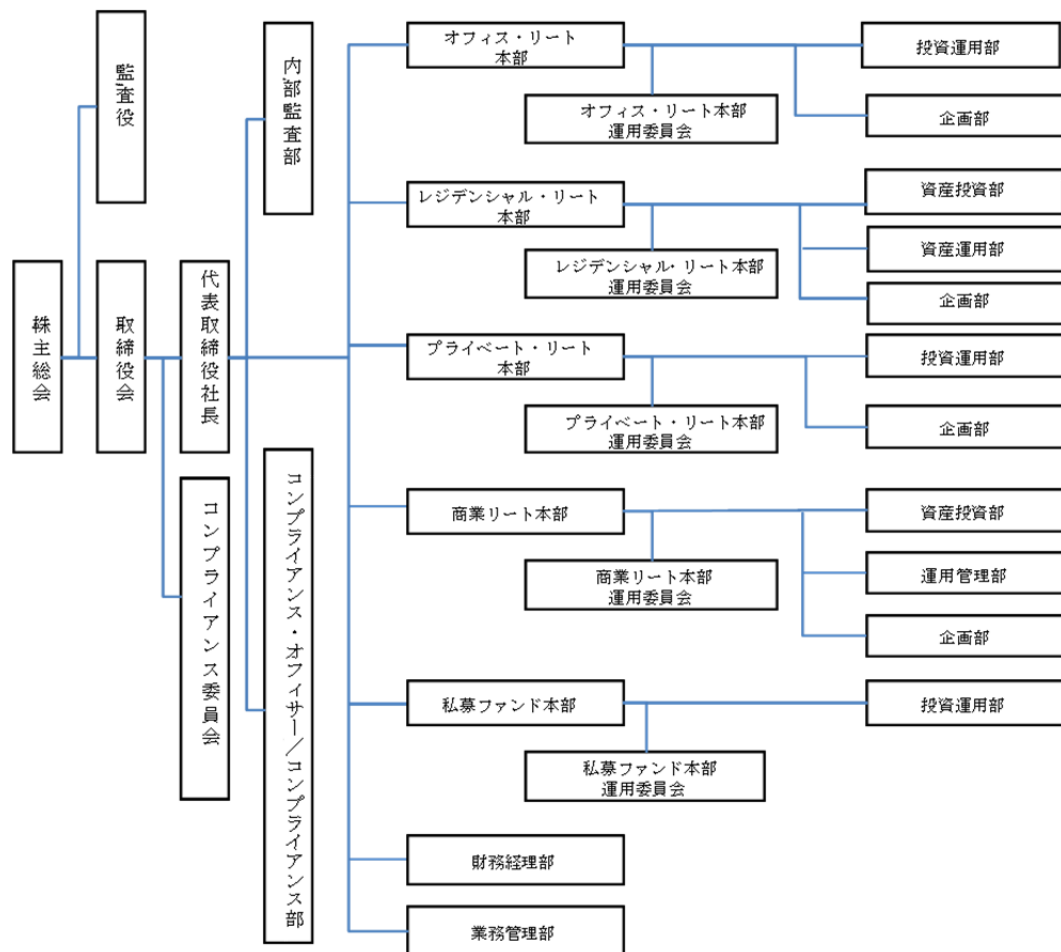 株主総会
監査役
取締役会
代表取締役社長
コンプライアンス委員会
内部監査部
コンプライアンス・オフィサー／コンプライアンス部
オフィス・リート
本部
オフィス・リート本部
運用委員会
投資運用部
企画部
レジデンシャル・リート
本部
レジデンシャル・リート本部
運用委員会
資産投資部
資産運用部
企画部
プライベート・リート
本部
プライベート・リート本部
運用委員会
投資運用部
企画部
商業リート本部
商業リート本部
運用委員会
資産投資部
運用管理部
企画部
私募ファンド本部
私募ファンド本部
運用委員会
投資運用部
財務経理部
業務管理部